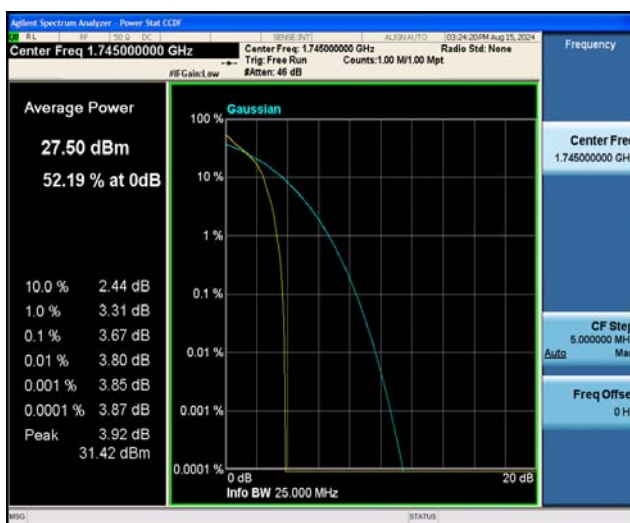 Agilent Spectrum Analyzer - Power Stat CCDF
RL RF 50 Ω DC SENSE:INT ALIGN AUTO 03:24:20 PM Aug 15, 2024
Center Freq 1.745000000 GHz
Center Freq: 1.745000000 GHz Radio Std: None
Trig: Free Run Counts:1.00 M/1.00 Mpt
#IFGain:Low #Atten: 46 dB
Frequency
Average Power
27.50 dBm
52.19 % at 0dB
10.0 % 2.44 dB
1.0 % 3.31 dB
0.1 % 3.67 dB
0.01 % 3.80 dB
0.001 % 3.85 dB
0.0001 % 3.87 dB
Peak 3.92 dB
31.42 dBm
Gaussian
100 %
10 %
1 %
0.1 %
0.01 %
0.001 %
0.0001 %
0 dB 20 dB
Info BW 25.000 MHz
Center Fre
1.745000000 GH
CF Step
5.000000 MH
Auto Ma
Freq Offse
0 H
MSG STATUS